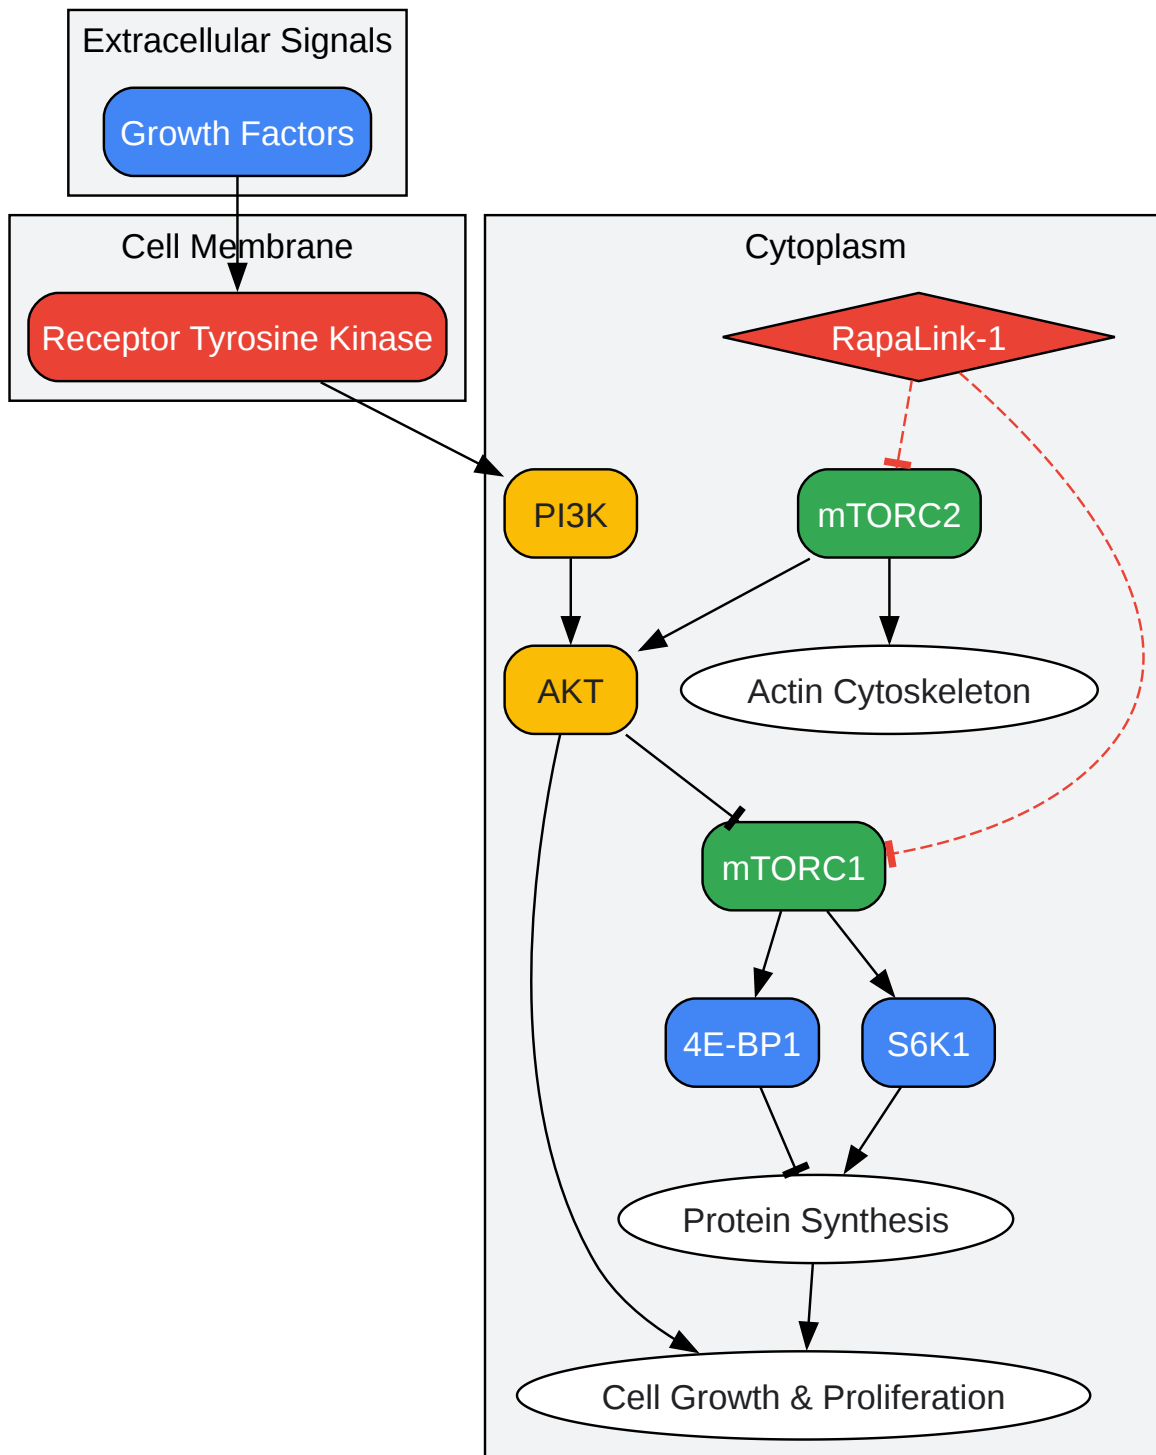 Extracellular Signals
Growth Factors
Cell Membrane
Receptor Tyrosine Kinase
Cytoplasm
RapaLink-1
PI3K
mTORC2
AKT
Actin Cytoskeleton
mTORC1
4E-BP1
S6K1
Protein Synthesis
Cell Growth & Proliferation